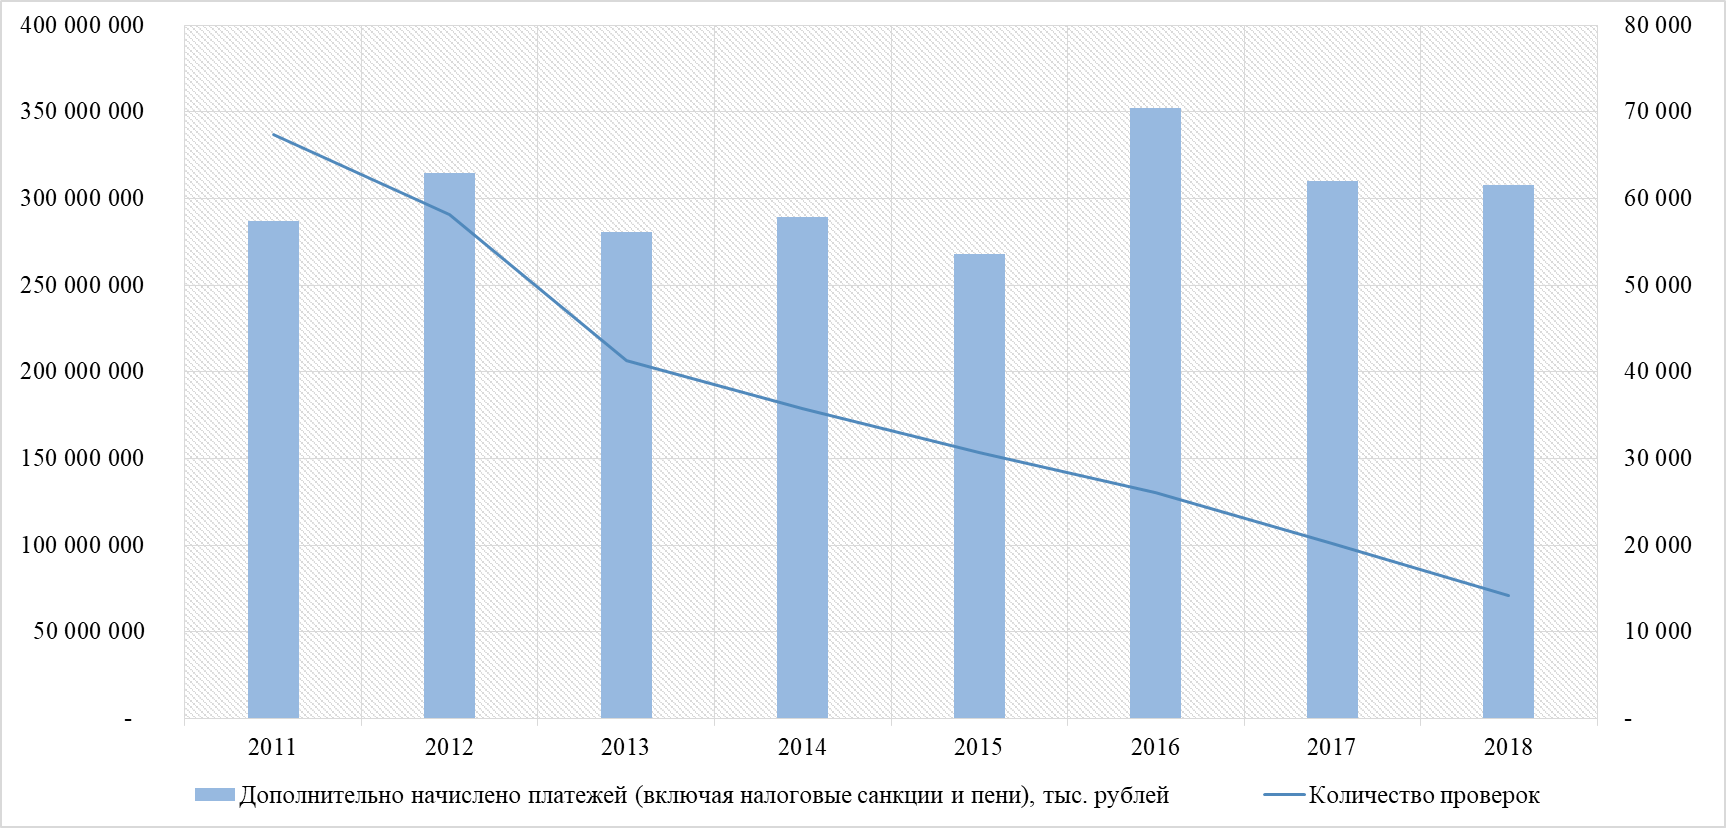 400 000 000
350 000 000
300 000 000
250 000 000
200 000 000
150 000 000
100 000 000
50 000 000
-
80 000
70 000
60 000
50 000
40 000
30 000
20 000
10 000
-
2011 2012 2013 2014 2015 2016 2017 2018
Дополнительно начислено платежей (включая налоговые санкции и пени), тыс. рублей
Количество проверок